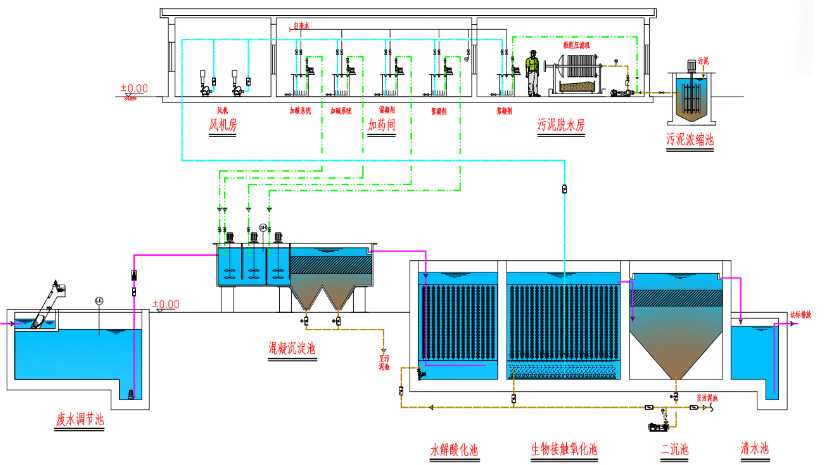 自来水
板框压滤机
污泥
±0.00
风机
加碱系统
加碱系统
絮凝剂
絮凝剂
风机房
加药间
污泥脱水房
污泥浓缩池
±0.00
达标排放
混凝沉淀池
至污
泥池
至污泥池
废水调节池
水解酸化池
生物接触氧化池
二沉池
清水池